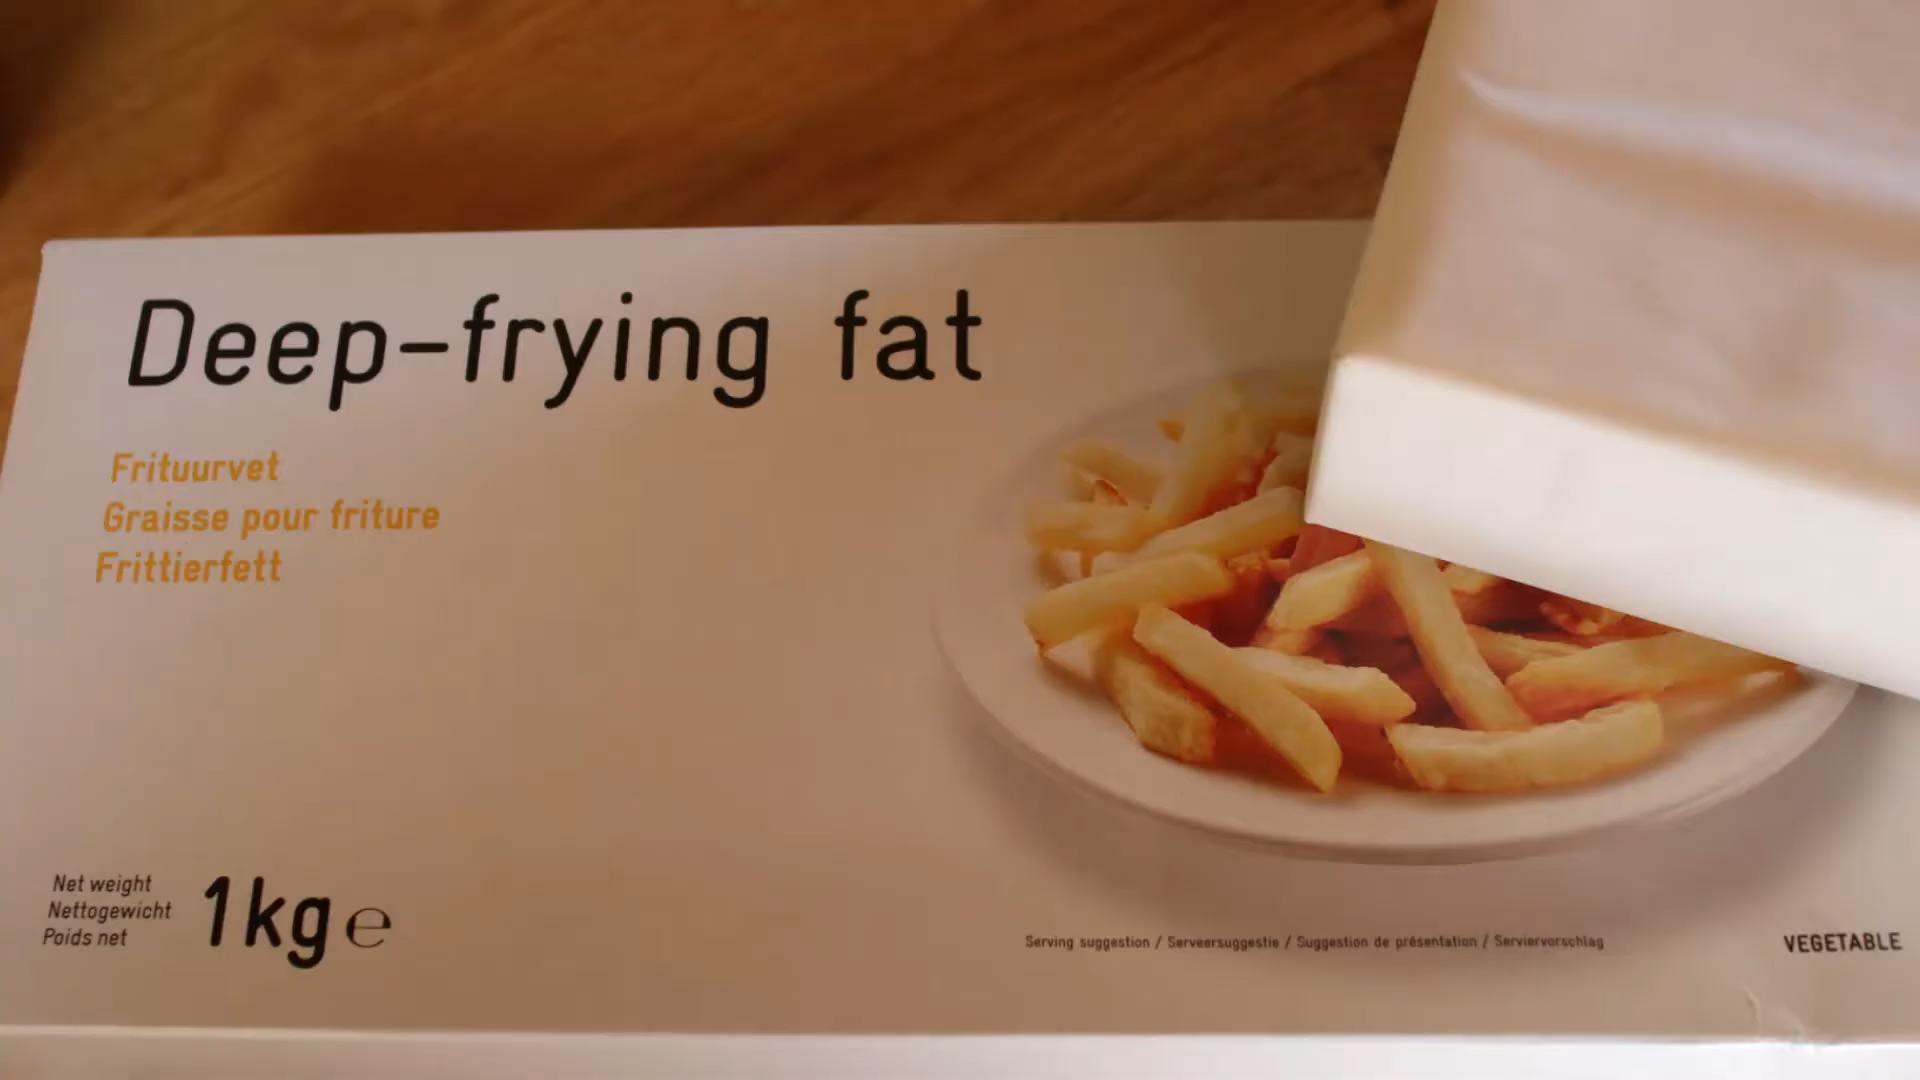 Deep-frying fat
Frituurvet
Graisse pour friture
Frittierfett
Net weight
Nettogewicht
Poids net
1kg ℮
Serving suggestion / Serveersuggestie / Suggestion de présentation / Serviervorschlag
VEGETABLE